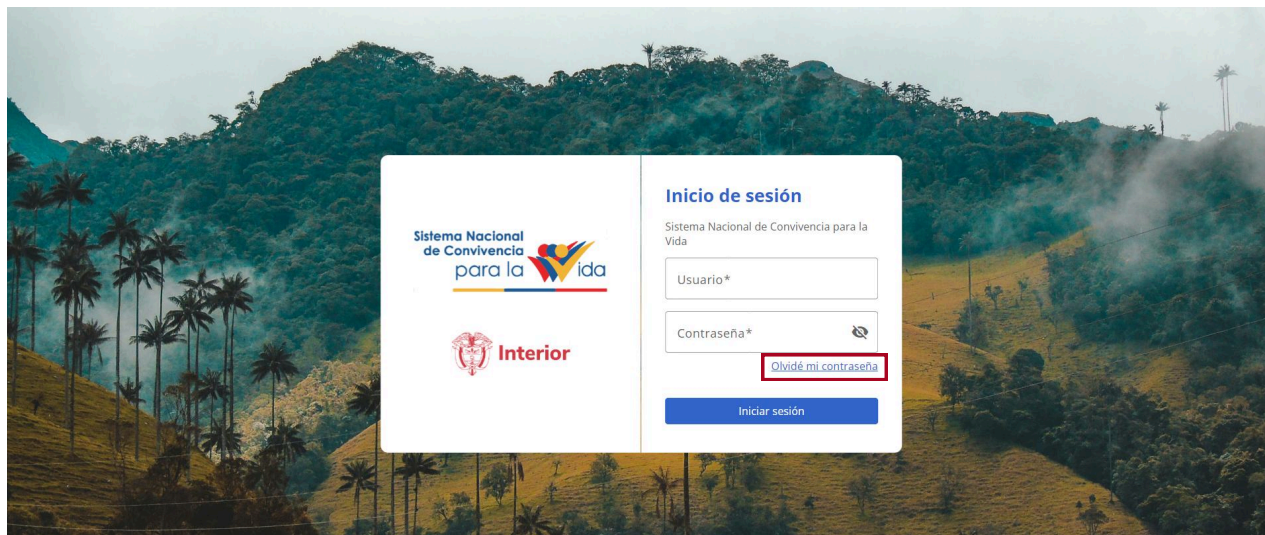 Sistema Nacional
de Convivencia
para la Vida
Interior
Inicio de sesión
Sistema Nacional de Convivencia para la
Vida
Usuario*
Contraseña*
Olvidé mi contraseña
Iniciar sesión